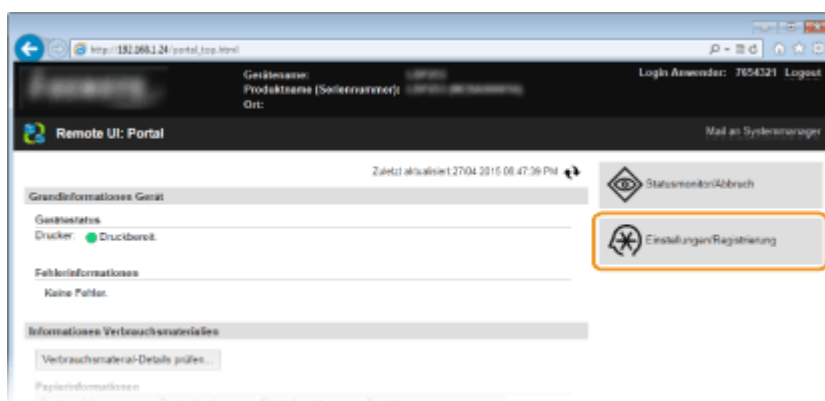 http://192.168.1.24/portal_top.html
Gerätename:
Produktname (Seriennummer):
Ort:
Login Anwender: 7654321 Logout
Remote UI: Portal
Mail an Systemmanager
Zuletzt aktualisiert:27/04 2015 08:47:39 PM
Grundinformationen Gerät
Gerätestatus
Drucker: Druckbereit.
Fehlerinformationen
Keine Fehler.
Informationen Verbrauchsmaterialien
Verbrauchsmaterial-Details prüfen...
Papierinformationen
Statusmonitor/Abbruch
Einstellungen/Registrierung